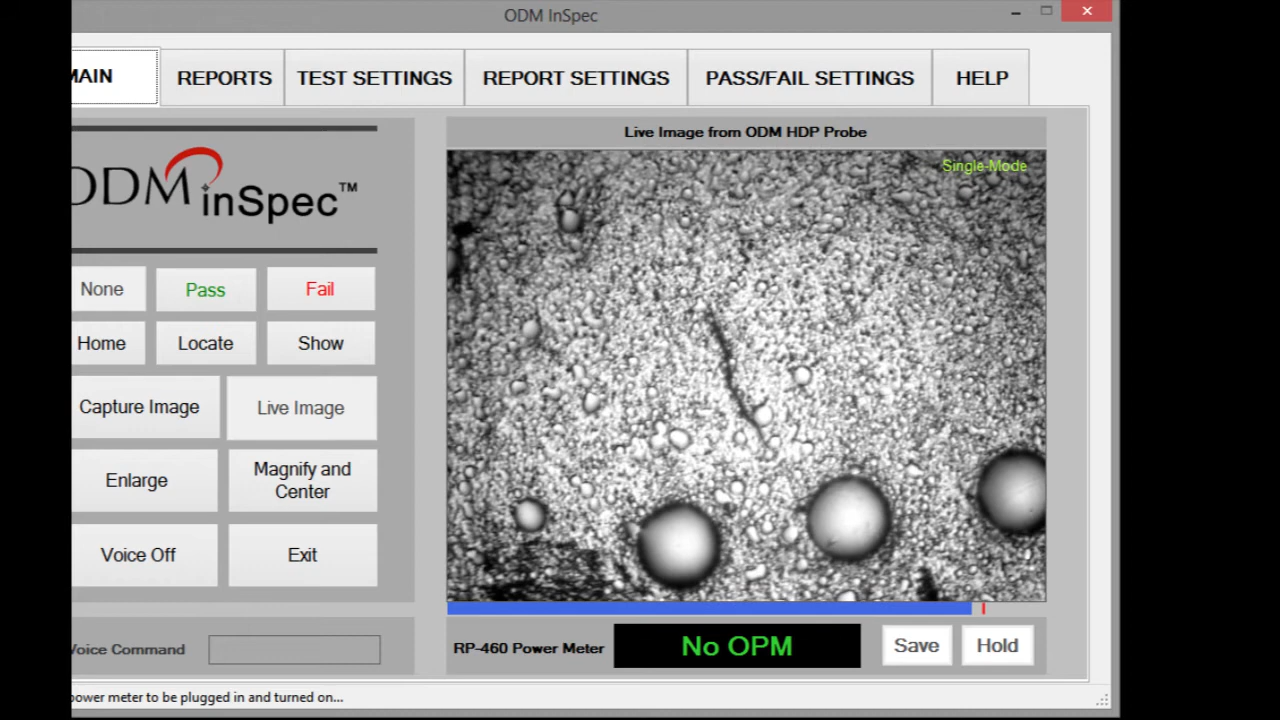 ODM InSpec
MAIN
REPORTS
TEST SETTINGS
REPORT SETTINGS
PASS/FAIL SETTINGS
HELP
ODM inSpec™
None
Pass
Fail
Home
Locate
Show
Capture Image
Live Image
Enlarge
Magnify and
Center
Voice Off
Exit
Voice Command
Live Image from ODM HDP Probe
Single-Mode
RP-460 Power Meter
No OPM
Save
Hold
power meter to be plugged in and turned on...